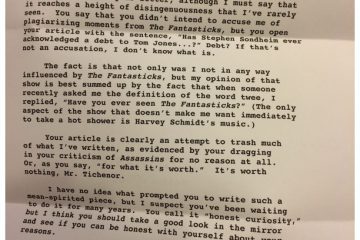 letter, although I must say that
it reaches a height of disingenuousness that I've rarely
seen. You say that you didn't intend to accuse me of
plagiarizing moments from The Fantasticks, but you open
your article with the sentence, "Has Stephen Sondheim ever
acknowledged a debt to Tom Jones...?" Debt? If that's
not an accusation, I don't know what is.
The fact is that not only was I not in any way
influenced by The Fantasticks, but my opinion of that
show is best summed up by the fact that when someone
recently asked me the definition of the word twee, I
replied, "Have you ever seen The Fantasticks?" (The only
aspect of the show that doesn't make me want immediately
to take a hot shower is Harvey Schmidt's music.)
Your article is clearly an attempt to trash much
of what I've written, as evidenced by your dragging
in your criticism of Assassins for no reason at all.
Or, as you say, "for what it's worth." It's worth
nothing, Mr. Tichenor.
I have no idea what prompted you to write such a
mean-spirited piece, but I suspect you've been waiting
to do it for many years. You call it "honest curiosity,"
but I think you should take a good look in the mirror
and see if you can be honest with yourself about your
reasons.